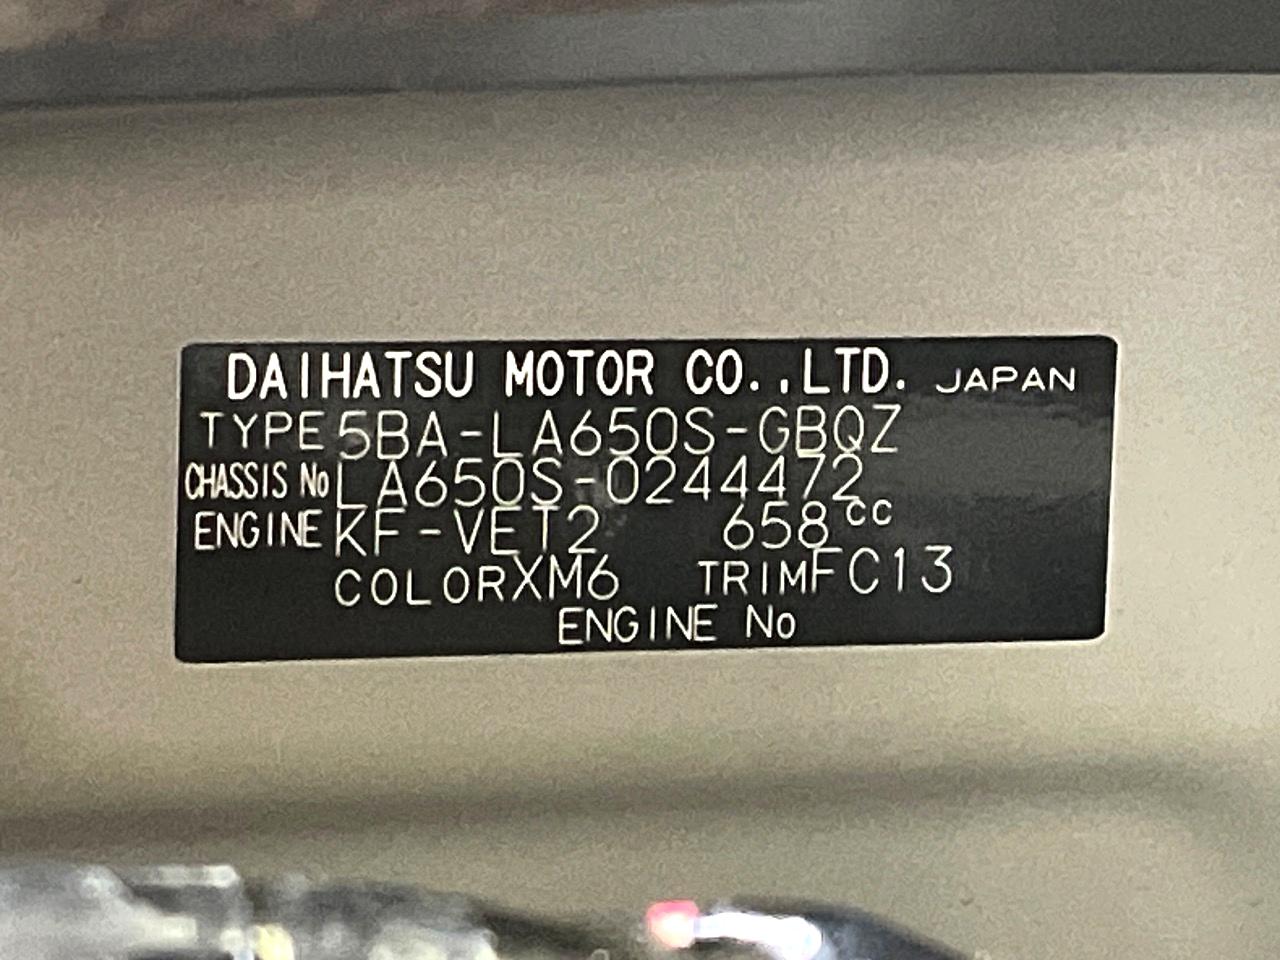 DAIHATSU MOTOR CO.,LTD. JAPAN
TYPE 5BA-LA650S-GBQZ
CHASSIS No LA650S-0244472
ENGINE KF-VET2 658cc
COLOR XM6 TRIM FC13
ENGINE No